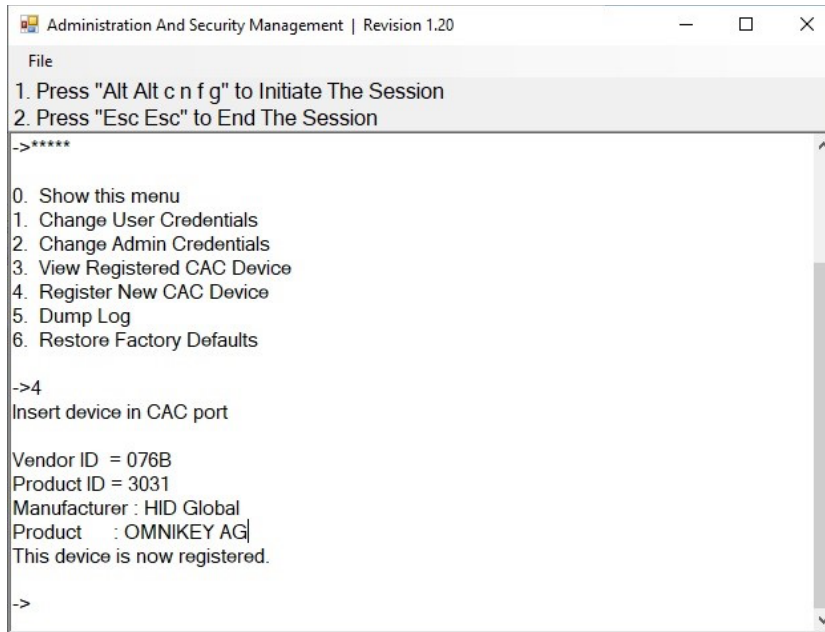 Administration And Security Management | Revision 1.20
File
1. Press "Alt Alt c n f g" to Initiate The Session
2. Press "Esc Esc" to End The Session
->*****
0. Show this menu
1. Change User Credentials
2. Change Admin Credentials
3. View Registered CAC Device
4. Register New CAC Device
5. Dump Log
6. Restore Factory Defaults
->4
Insert device in CAC port
Vendor ID = 076B
Product ID = 3031
Manufacturer : HID Global
Product : OMNIKEY AG
This device is now registered.
->